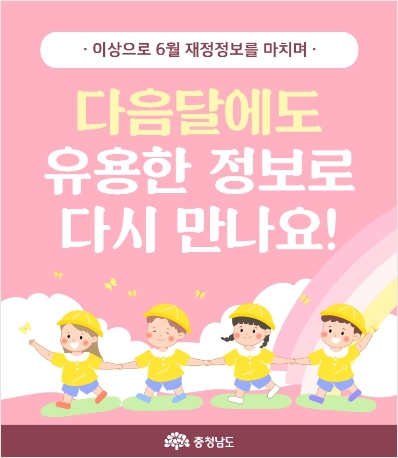 · 이상으로 6월 재정정보를 마치며 ·
다음달에도
유용한 정보로
다시 만나요!
충청남도